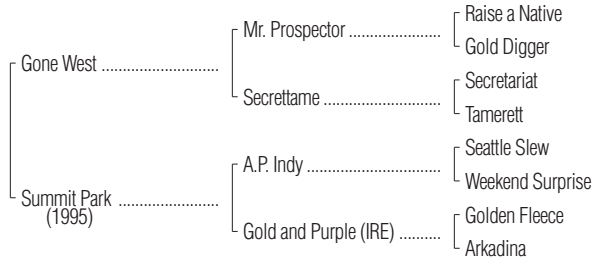 Raise a Native
Mr. Prospector ......................
Gold Digger
Gone West ............................
Secretariat
Secrettame ............................
Tamerett
Seattle Slew
A.P. Indy ................................
Weekend Surprise
Summit Park ........................
(1995)
Golden Fleece
Gold and Purple (IRE) ..........
Arkadina